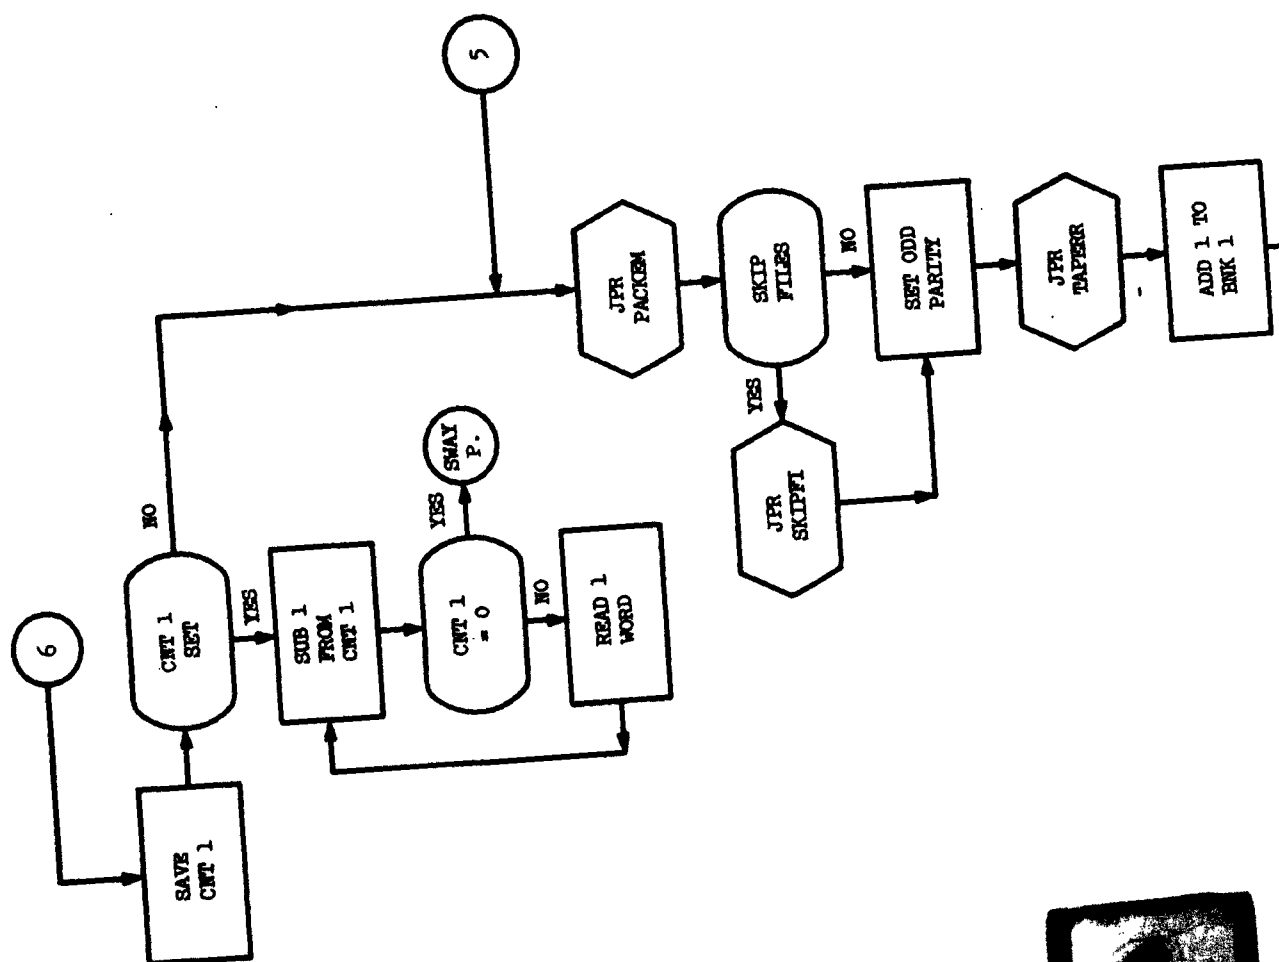 6
SAVE
CNT 1
CNT 1
SET
NO
YES
SUB 1
FROM
CNT 1
CNT 1
= 0
YES
SWAY
P.
NO
READ 1
WORD
5
JPR
PACKEM
SKIP
FILES
YES
NO
JPR
SKIPFI
SET ODD
PARITY
JPR
TAPERR
ADD 1 TO
BNK 1